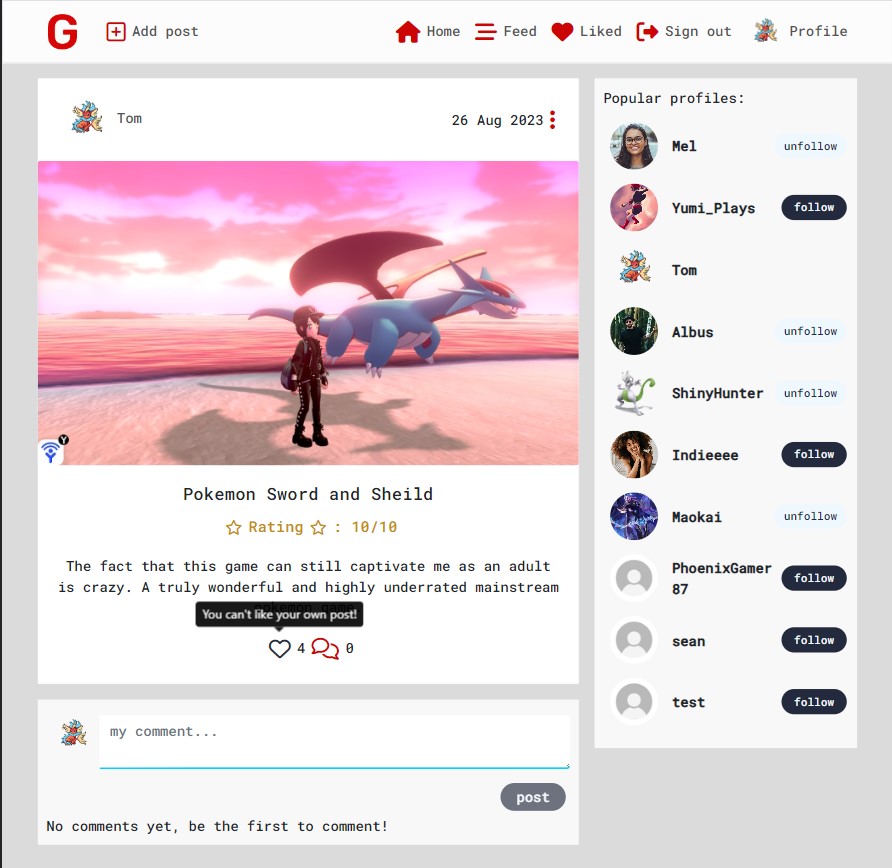 G
Add post
Home
Feed
Liked
Sign out
Profile
Tom
26 Aug 2023
Y
Pokemon Sword and Sheild
Rating : 10/10
The fact that this game can still captivate me as an adult
is crazy. A truly wonderful and highly underrated mainstream
pokemon game
You can't like your own post!
4
0
my comment...
post
No comments yet, be the first to comment!
Popular profiles:
Mel
unfollow
Yumi_Plays
follow
Tom
Albus
unfollow
ShinyHunter
unfollow
Indieeee
follow
Maokai
unfollow
PhoenixGamer
87
follow
sean
follow
test
follow